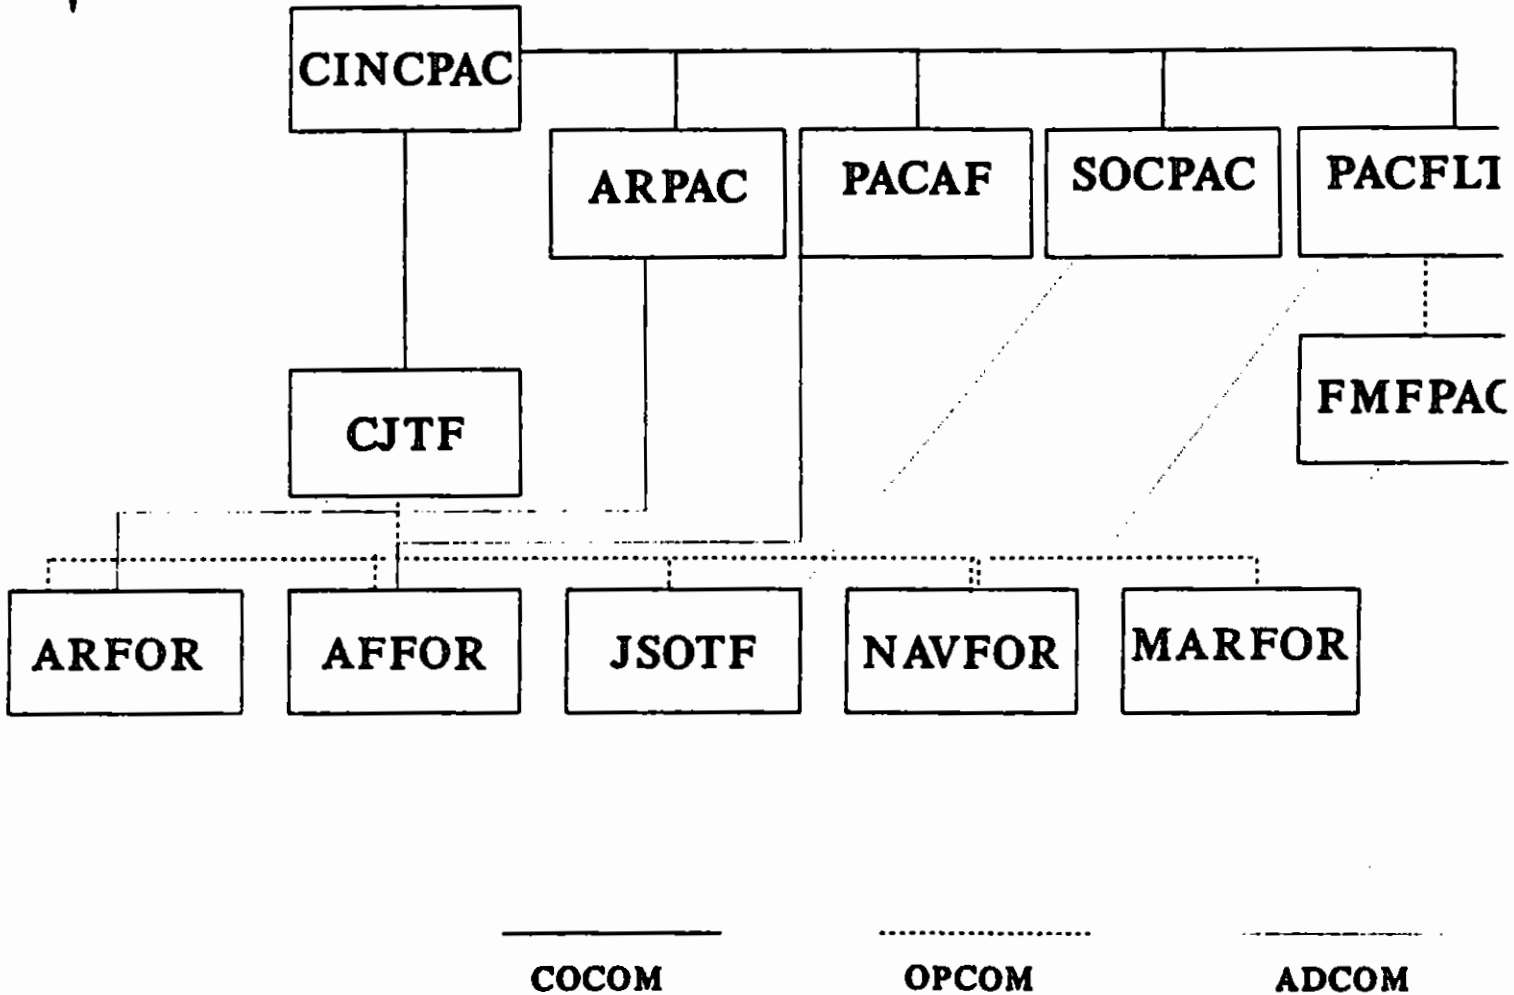 CINCPAC
ARPAC
PACAF
SOCPAC
PACFLT
FMFPAC
CJTF
ARFOR
AFFOR
JSOTF
NAVFOR
MARFOR
COCOM
OPCOM
ADCOM